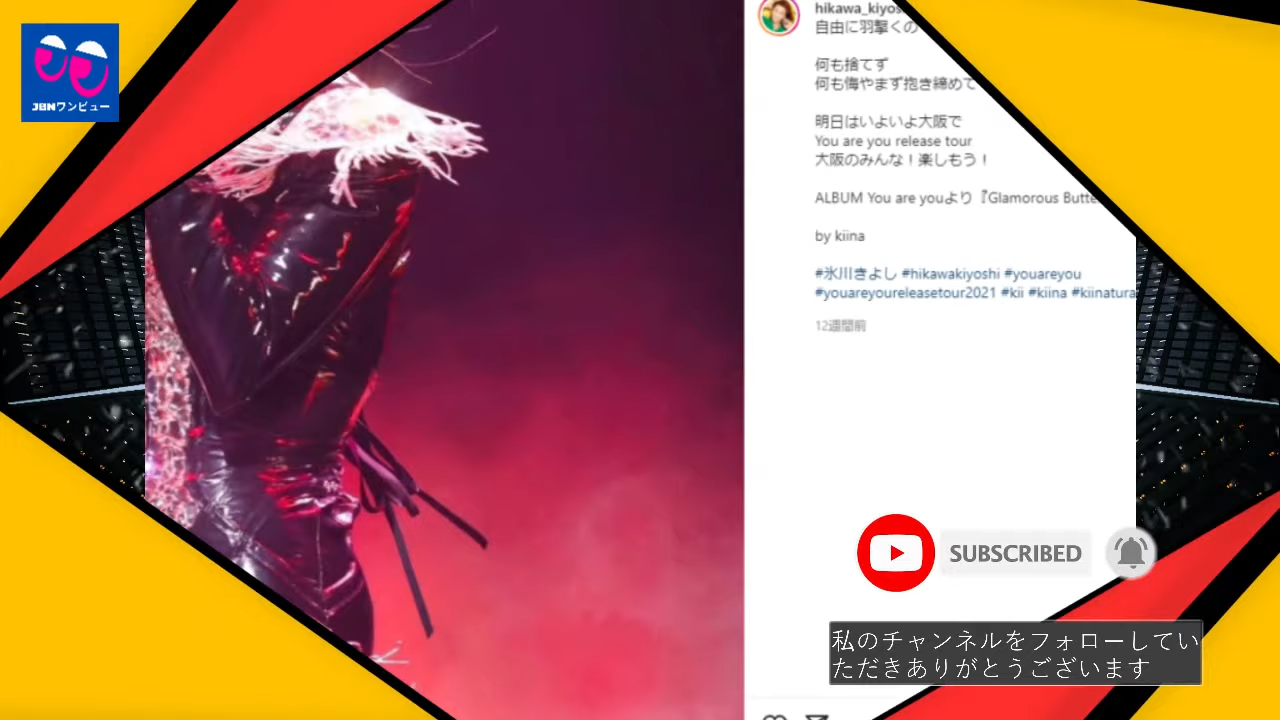 JBNワンビュー
hikawa_kiyos
自由に羽撃くの
何も捨てず
何も悔やまず抱き締めて
明日はいよいよ大阪で
You are you release tour
大阪のみんな！楽しもう！
ALBUM You are youより『Glamorous Butte
by kiina
#氷川きよし #hikawakiyoshi #youareyou
#youareyoureleasetour2021 #kii #kiina #kiinatura
12週間前
SUBSCRIBED
私のチャンネルをフォローしてい
ただきありがとうございます